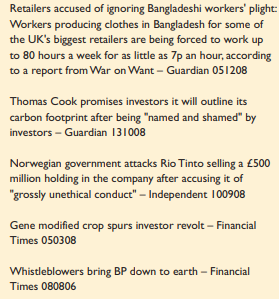 Retailers accused of ignoring Bangladeshi workers' plight:
Workers producing clothes in Bangladesh for some of
the UK's biggest retailers are being forced to work up
to 80 hours a week for as little as 7p an hour, according
to a report from War on Want – Guardian 051208
Thomas Cook promises investors it will outline its
carbon footprint after being "named and shamed" by
investors – Guardian 131008
Norwegian government attacks Rio Tinto selling a £500
million holding in the company after accusing it of
"grossly unethical conduct" – Independent 100908
Gene modified crop spurs investor revolt – Financial
Times 050308
Whistleblowers bring BP down to earth – Financial
Times 080806